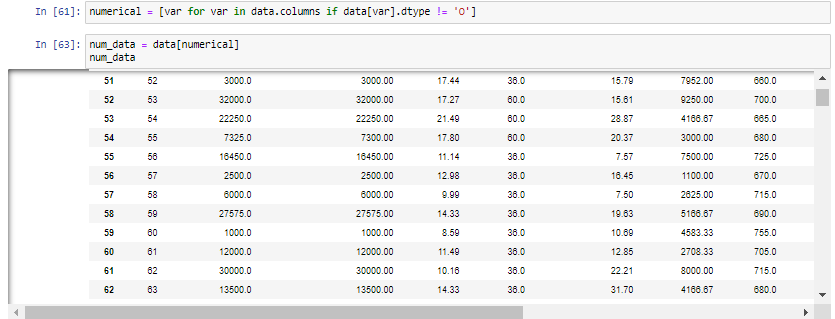 In [61]: numerical = [var for var in data.columns if data[var].dtype != 'O']
In [63]: num_data = data[numerical]
num_data
51 52 3000.0 3000.00 17.44 36.0 15.79 7952.00 660.0
52 53 32000.0 32000.00 17.27 60.0 15.61 9250.00 700.0
53 54 22250.0 22250.00 21.49 60.0 28.87 4166.67 665.0
54 55 7325.0 7300.00 17.80 60.0 20.37 3000.00 680.0
55 56 16450.0 16450.00 11.14 36.0 7.57 7500.00 725.0
56 57 2500.0 2500.00 12.98 36.0 16.45 1100.00 670.0
57 58 6000.0 6000.00 9.99 36.0 7.50 2625.00 715.0
58 59 27575.0 27575.00 14.33 36.0 19.63 5166.67 690.0
59 60 1000.0 1000.00 8.59 36.0 10.69 4583.33 755.0
60 61 12000.0 12000.00 11.49 36.0 12.85 2708.33 705.0
61 62 30000.0 30000.00 10.16 36.0 22.21 8000.00 715.0
62 63 13500.0 13500.00 14.33 36.0 31.70 4166.67 680.0